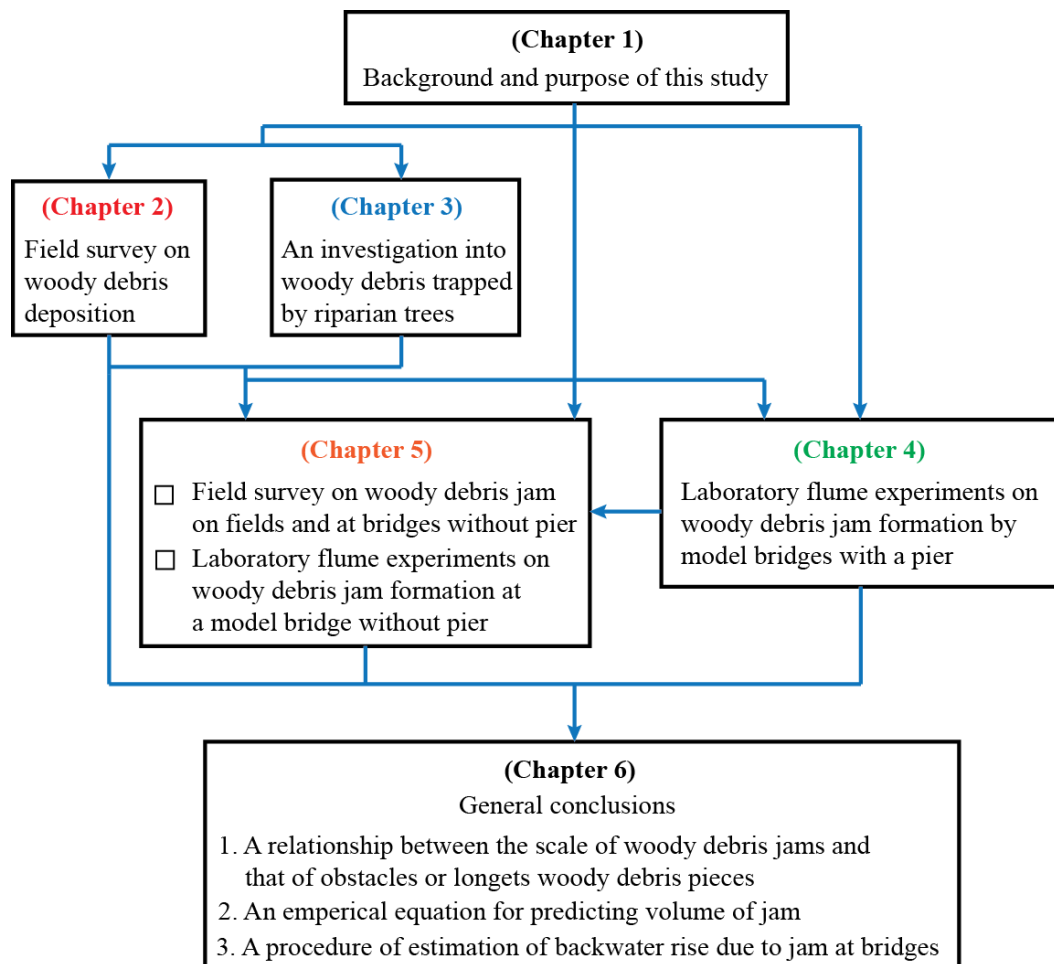 (Chapter 1)
Background and purpose of this study
(Chapter 2)
Field survey on
woody debris
deposition
(Chapter 3)
An investigation into
woody debris trapped
by riparian trees
(Chapter 5)
□ Field survey on woody debris jam
on fields and at bridges without pier
□ Laboratory flume experiments on
woody debris jam formation at
a model bridge without pier
(Chapter 4)
Laboratory flume experiments on
woody debris jam formation by
model bridges with a pier
(Chapter 6)
General conclusions
1. A relationship between the scale of woody debris jams and
that of obstacles or longets woody debris pieces
2. An emperical equation for predicting volume of jam
3. A procedure of estimation of backwater rise due to jam at bridges